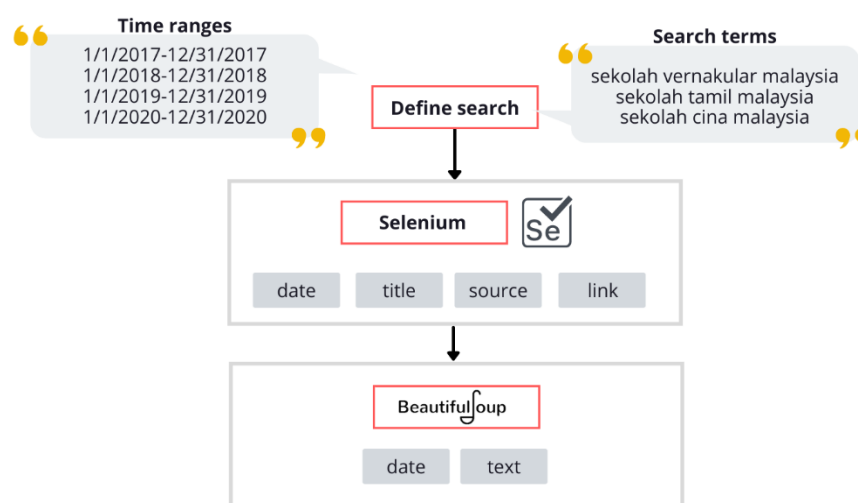 Time ranges
1/1/2017-12/31/2017
1/1/2018-12/31/2018
1/1/2019-12/31/2019
1/1/2020-12/31/2020
Search terms
sekolah vernakular malaysia
sekolah tamil malaysia
sekolah cina malaysia
Define search
Selenium
Se
date
title
source
link
BeautifulSoup
date
text